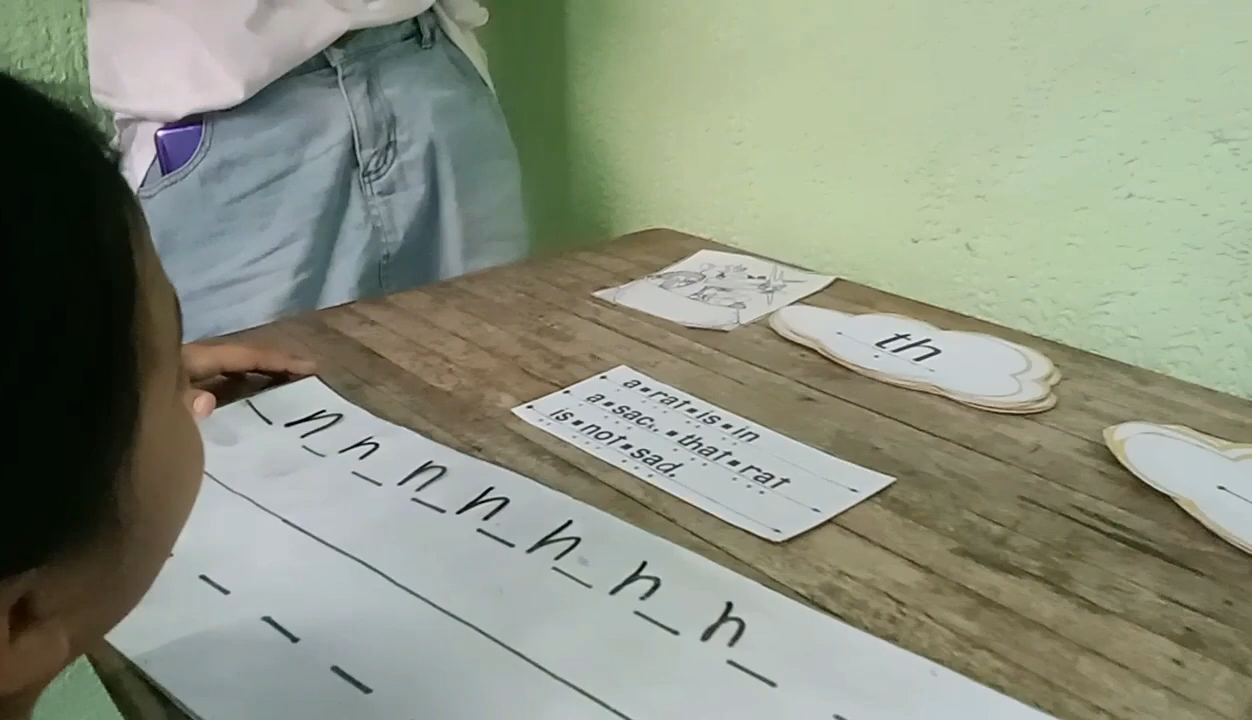 th
a▪rat▪is▪in
a▪sac. ▪that▪rat
is▪not▪sad.
n n n n n n n